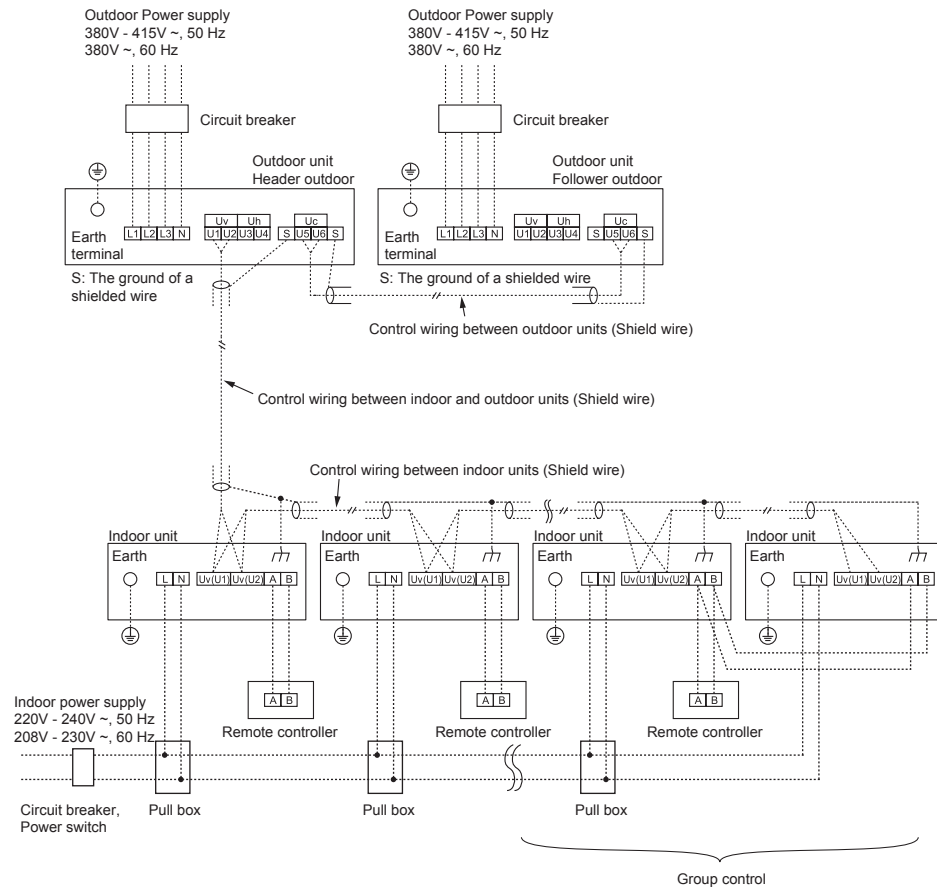 Outdoor Power supply
380V - 415V ~, 50 Hz
380V ~, 60 Hz
Outdoor Power supply
380V - 415V ~, 50 Hz
380V ~, 60 Hz
Circuit breaker
Circuit breaker
Outdoor unit
Header outdoor
Outdoor unit
Follower outdoor
Uv Uh Uc
Earth
terminal
L1 L2 L3 N U1 U2 U3 U4 S U5 U6 S
Uv Uh Uc
Earth
terminal
L1 L2 L3 N U1 U2 U3 U4 S U5 U6 S
S: The ground of a
shielded wire
S: The ground of a shielded wire
Control wiring between outdoor units (Shield wire)
Control wiring between indoor and outdoor units (Shield wire)
Control wiring between indoor units (Shield wire)
Indoor unit
Earth
L N Uv(U1) Uv(U2) A B
Indoor unit
Earth
L N Uv(U1) Uv(U2) A B
Indoor unit
Earth
L N Uv(U1) Uv(U2) A B
Indoor unit
Earth
L N Uv(U1) Uv(U2) A B
A B
Remote controller
A B
Remote controller
A B
Remote controller
Indoor power supply
220V - 240V ~, 50 Hz
208V - 230V ~, 60 Hz
Circuit breaker,
Power switch
Pull box
Pull box
Pull box
Group control